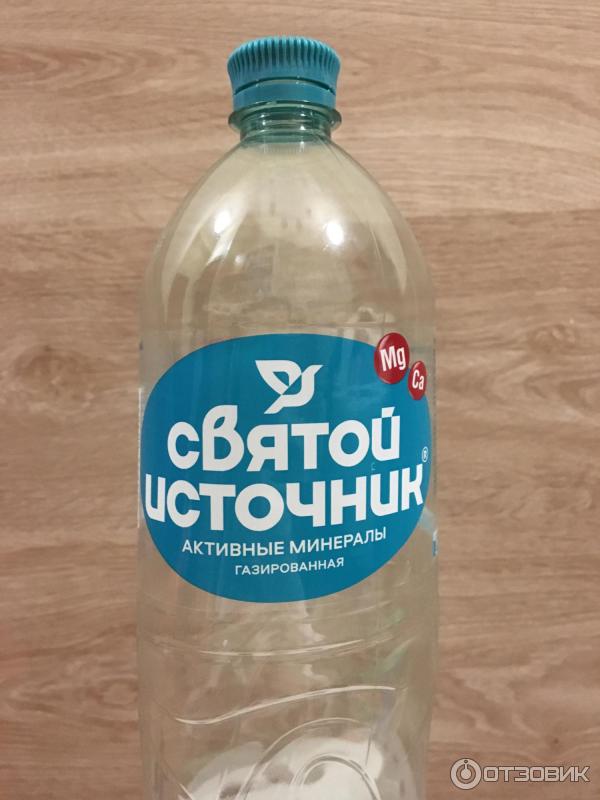 Mg
Ca
СВЯТОЙ
ИСТОЧНИК®
АКТИВНЫЕ МИНЕРАЛЫ
ГАЗИРОВАННАЯ
ОТЗОВИК